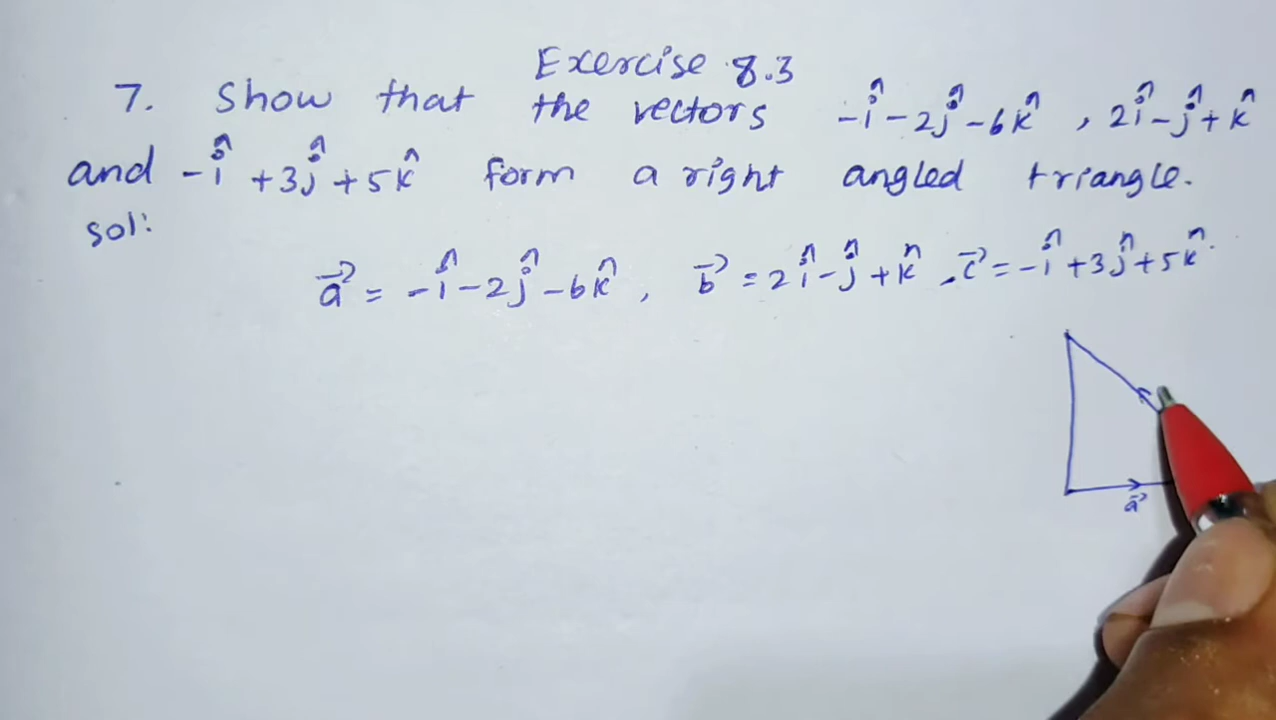 Exercise 8.3
7. Show that the vectors -î - 2ĵ - 6k̂ , 2î - ĵ + k̂
and -î + 3ĵ + 5k̂ form a right angled triangle.
sol:
a⃗ = -î - 2ĵ - 6k̂ , b⃗ = 2î - ĵ + k̂ , c⃗ = -î + 3ĵ + 5k̂ .
a⃗